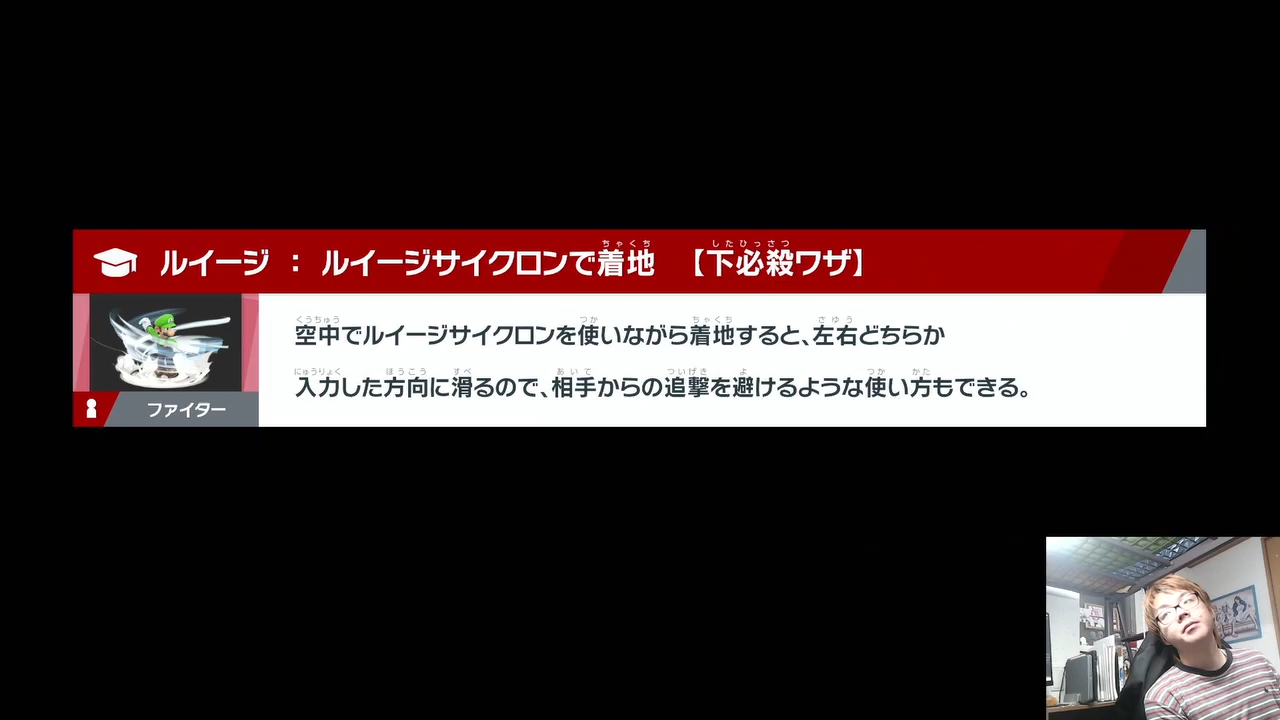 ルイージ : ルイージサイクロンで着地 【下必殺ワザ】
空中でルイージサイクロンを使いながら着地すると、左右どちらか
入力した方向に滑るので、相手からの追撃を避けるような使い方もできる。
ファイター